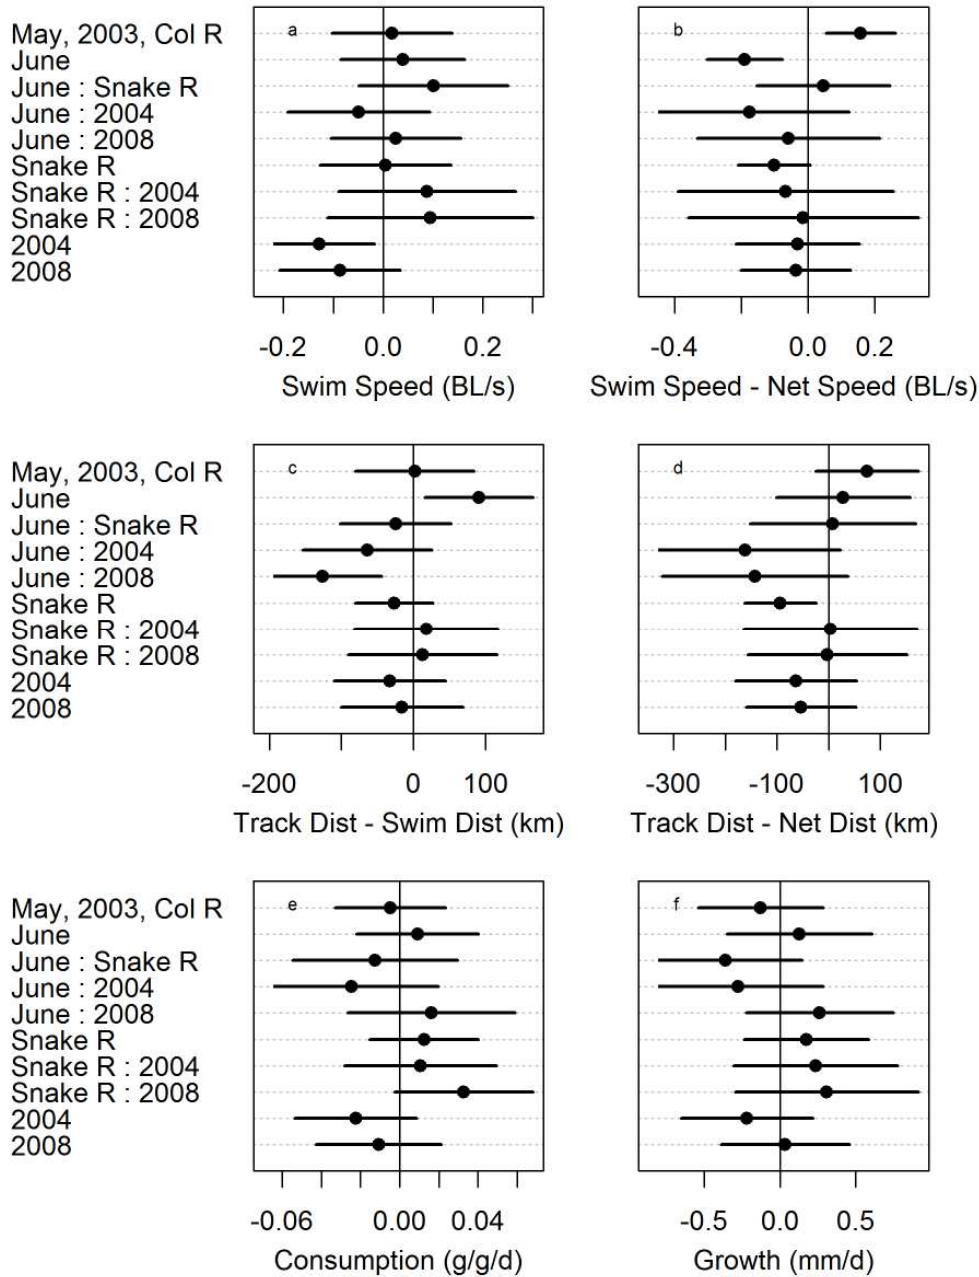 May, 2003, Col R
June
June : Snake R
June : 2004
June : 2008
Snake R
Snake R : 2004
Snake R : 2008
2004
2008
a
b
-0.2 0.0 0.2
-0.4 0.0 0.2
Swim Speed (BL/s)
Swim Speed - Net Speed (BL/s)
May, 2003, Col R
June
June : Snake R
June : 2004
June : 2008
Snake R
Snake R : 2004
Snake R : 2008
2004
2008
c
d
-200 0 100
-300 -100 0 100
Track Dist - Swim Dist (km)
Track Dist - Net Dist (km)
May, 2003, Col R
June
June : Snake R
June : 2004
June : 2008
Snake R
Snake R : 2004
Snake R : 2008
2004
2008
e
f
-0.06 0.00 0.04
-0.5 0.0 0.5
Consumption (g/g/d)
Growth (mm/d)